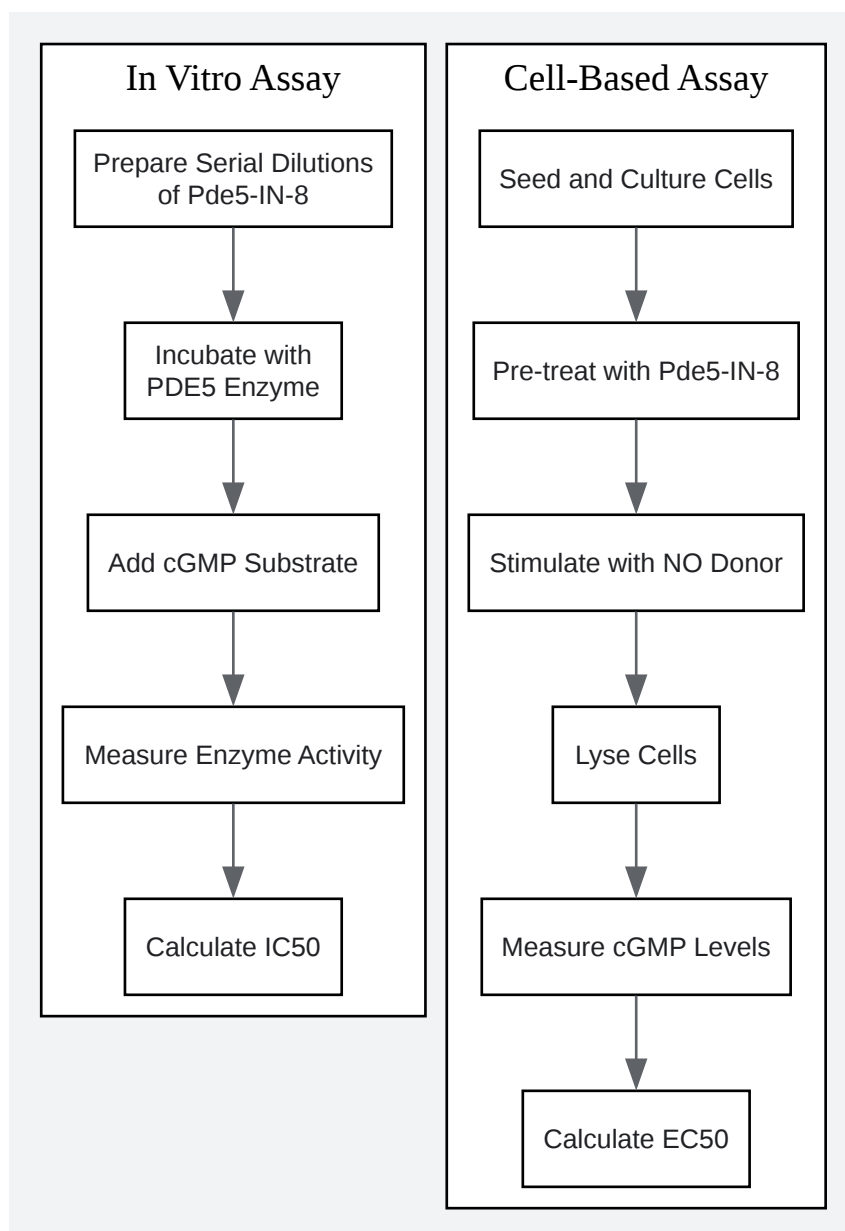 In Vitro Assay
Prepare Serial Dilutions
of Pde5-IN-8
Incubate with
PDE5 Enzyme
Add cGMP Substrate
Measure Enzyme Activity
Calculate IC50
Cell-Based Assay
Seed and Culture Cells
Pre-treat with Pde5-IN-8
Stimulate with NO Donor
Lyse Cells
Measure cGMP Levels
Calculate EC50